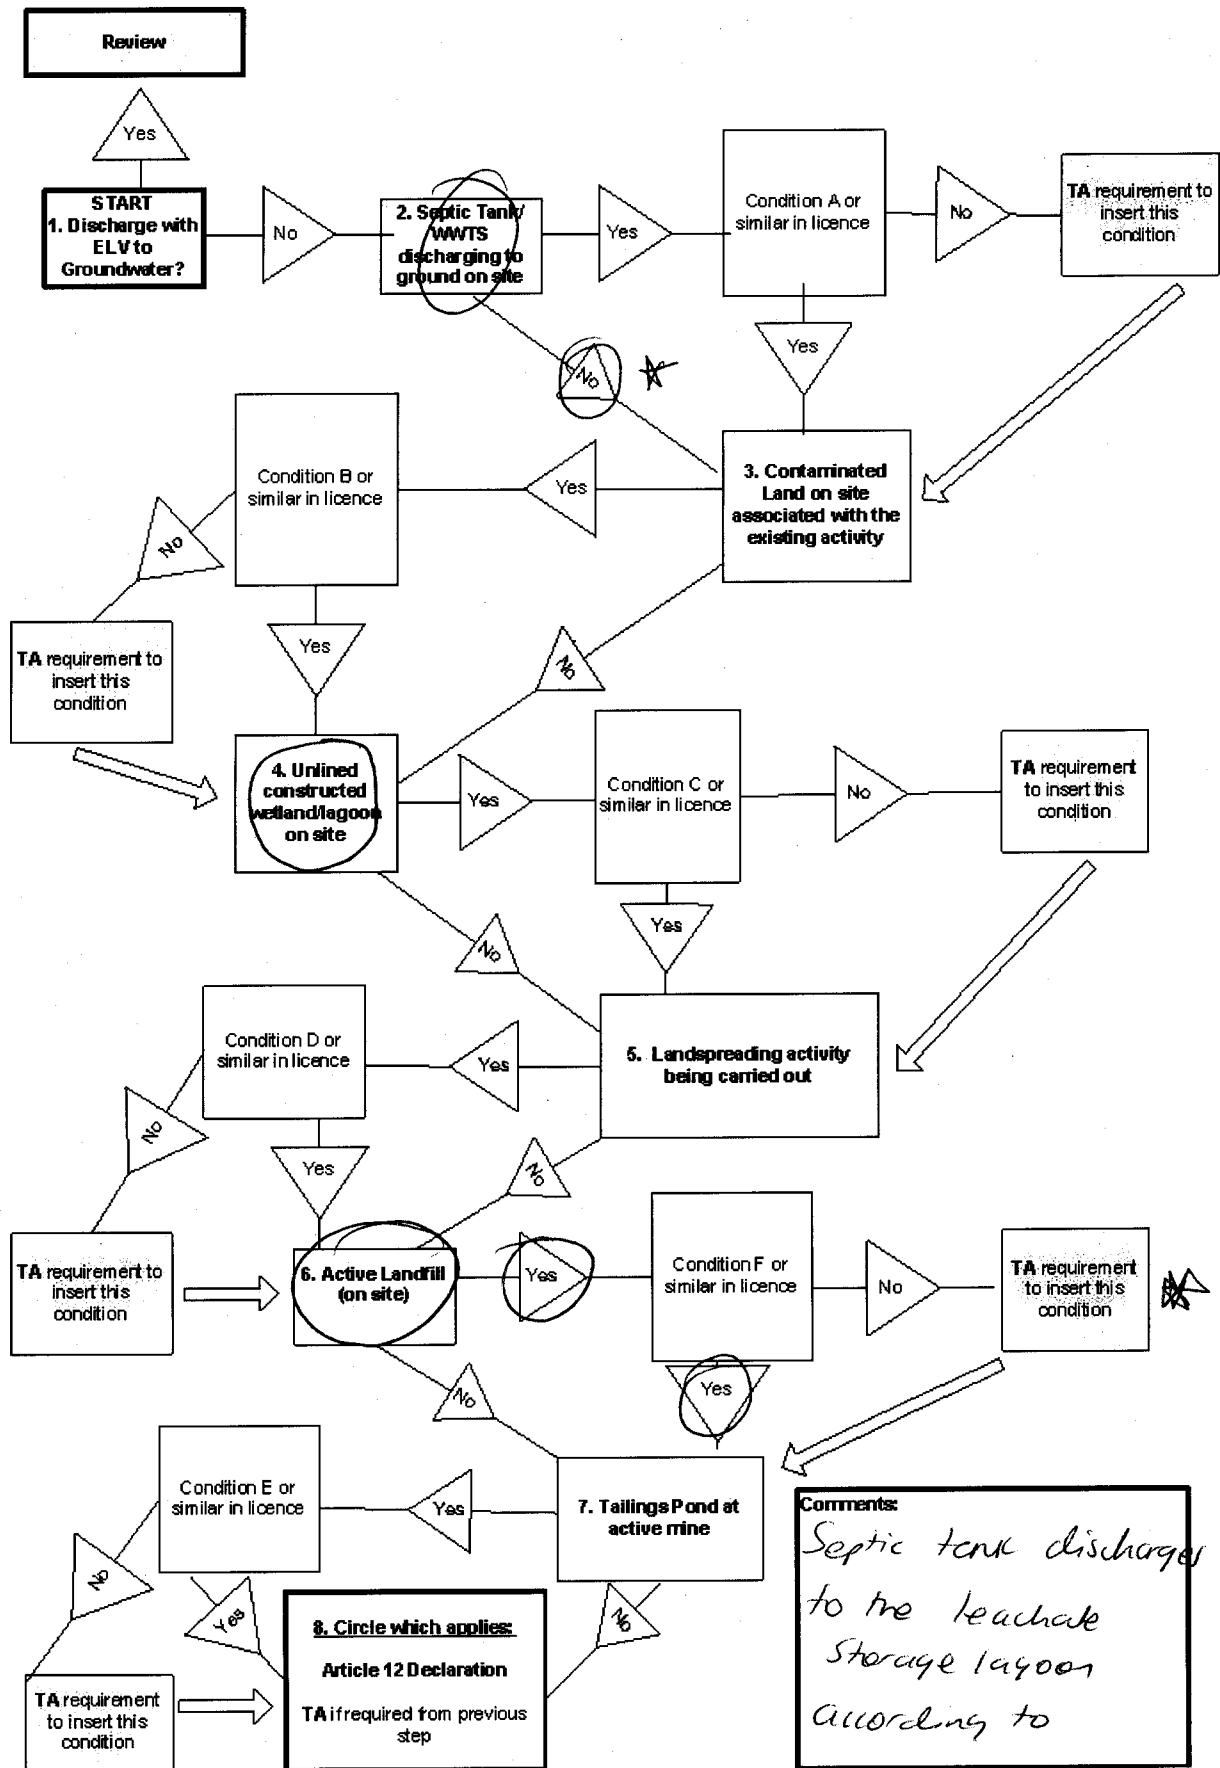 Review
Yes
START
1. Discharge with
ELV to
Groundwater?
No
2. Septic Tank/
WWTS
discharging to
ground on site
Yes
Condition A or
similar in licence
No
TA requirement to
insert this
condition
Yes
No
3. Contaminated
Land on site
associated with the
existing activity
Yes
Condition B or
similar in licence
No
TA requirement to
insert this
condition
Yes
No
4. Unlined
constructed
wetland/lagoon
on site
Yes
Condition C or
similar in licence
No
TA requirement
to insert this
condition
Yes
No
5. Landspreading activity
being carried out
Yes
Condition D or
similar in licence
No
TA requirement to
insert this
condition
Yes
No
6. Active Landfill
(on site)
Yes
Condition F or
similar in licence
No
TA requirement
to insert this
condition
Yes
No
7. Tailings Pond at
active mine
Yes
Condition E or
similar in licence
No
TA requirement
to insert this
condition
Yes
No
8. Circle which applies:
Article 12 Declaration
TA if required from previous
step
Comments:
Septic tank discharges
to the leachate
storage lagoon
according to